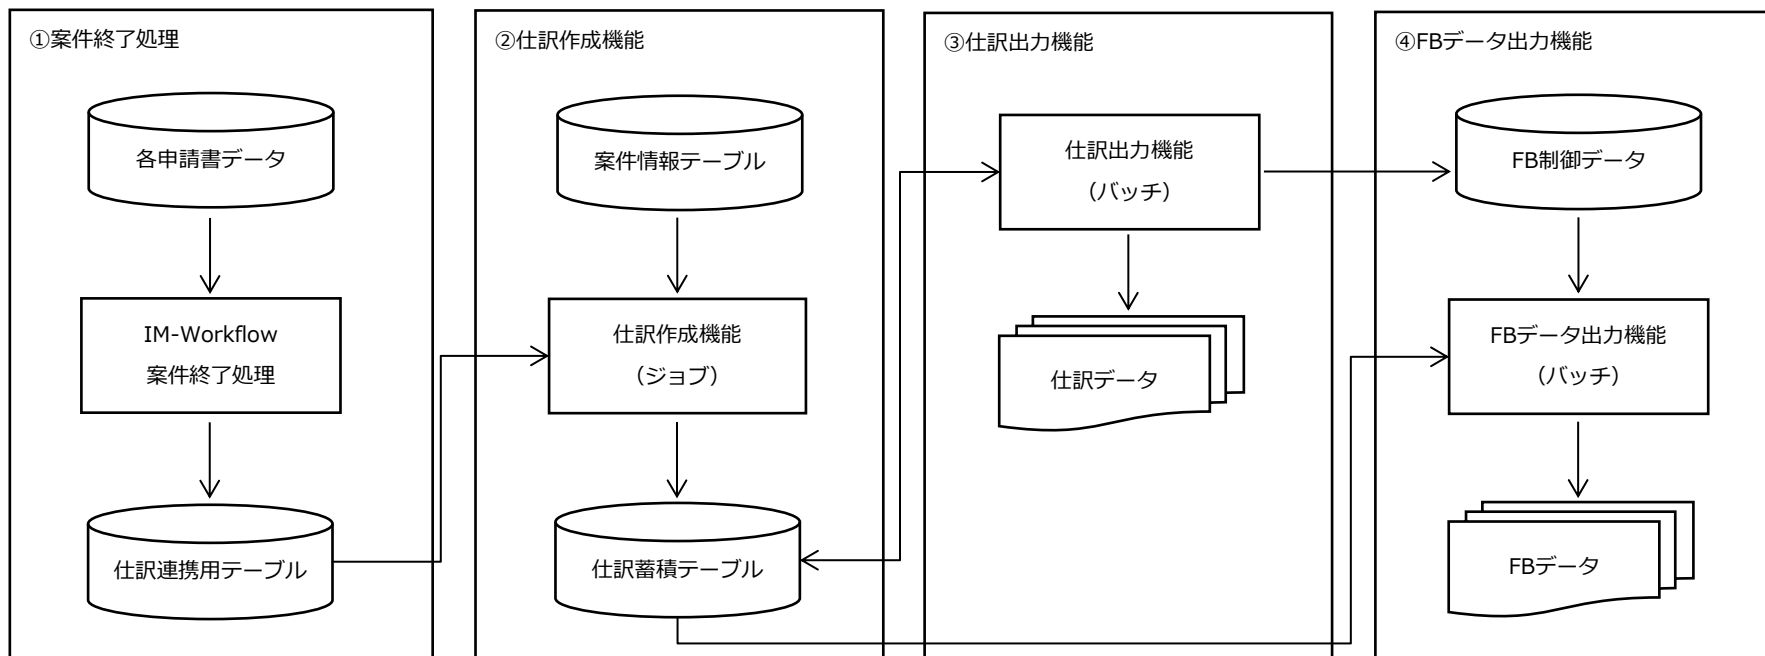 ①案件終了処理
各申請書データ
IM-Workflow
案件終了処理
仕訳連携用テーブル
②仕訳作成機能
案件情報テーブル
仕訳作成機能
（ジョブ）
仕訳蓄積テーブル
③仕訳出力機能
仕訳出力機能
（バッチ）
仕訳データ
④FBデータ出力機能
FB制御データ
FBデータ出力機能
（バッチ）
FBデータ